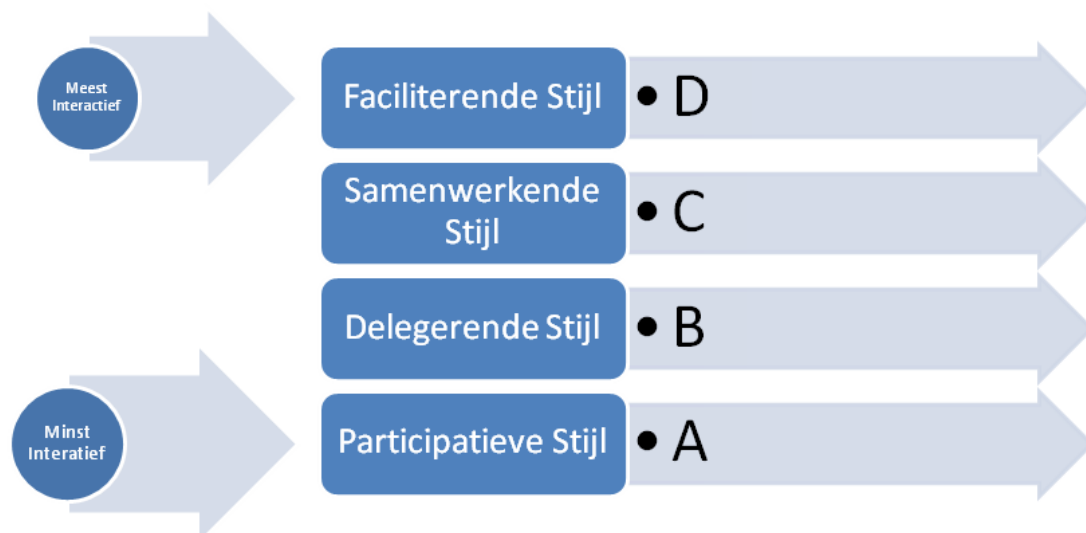 Meest
Interactief
Faciliterende Stijl
• D
Samenwerkende
Stijl
• C
Delegerende Stijl
• B
Minst
Interatief
Participatieve Stijl
• A